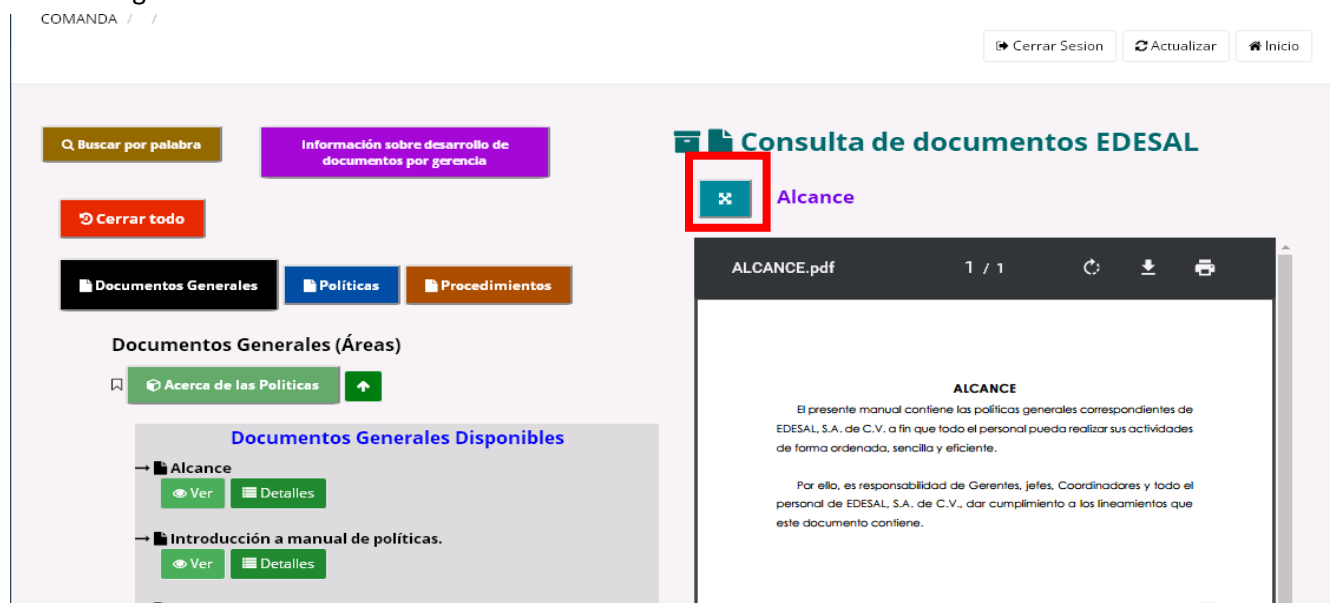 COMANDA / /
Cerrar Sesion
Actualizar
Inicio
Buscar por palabra
Información sobre desarrollo de
documentos por gerencia
Cerrar todo
Documentos Generales
Políticas
Procedimientos
Documentos Generales (Áreas)
Acerca de las Politicas
Documentos Generales Disponibles
→ Alcance
Ver
Detalles
→ Introducción a manual de políticas.
Ver
Detalles
Consulta de documentos EDESAL
Alcance
ALCANCE.pdf
1 / 1
ALCANCE
El presente manual contiene las políticas generales correspondientes de
EDESAL, S.A. de C.V. a fin que todo el personal pueda realizar sus actividades
de forma ordenada, sencilla y eficiente.
Por ello, es responsabilidad de Gerentes, jefes, Coordinadores y todo el
personal de EDESAL, S.A. de C.V., dar cumplimiento a los lineamientos que
este documento contiene.